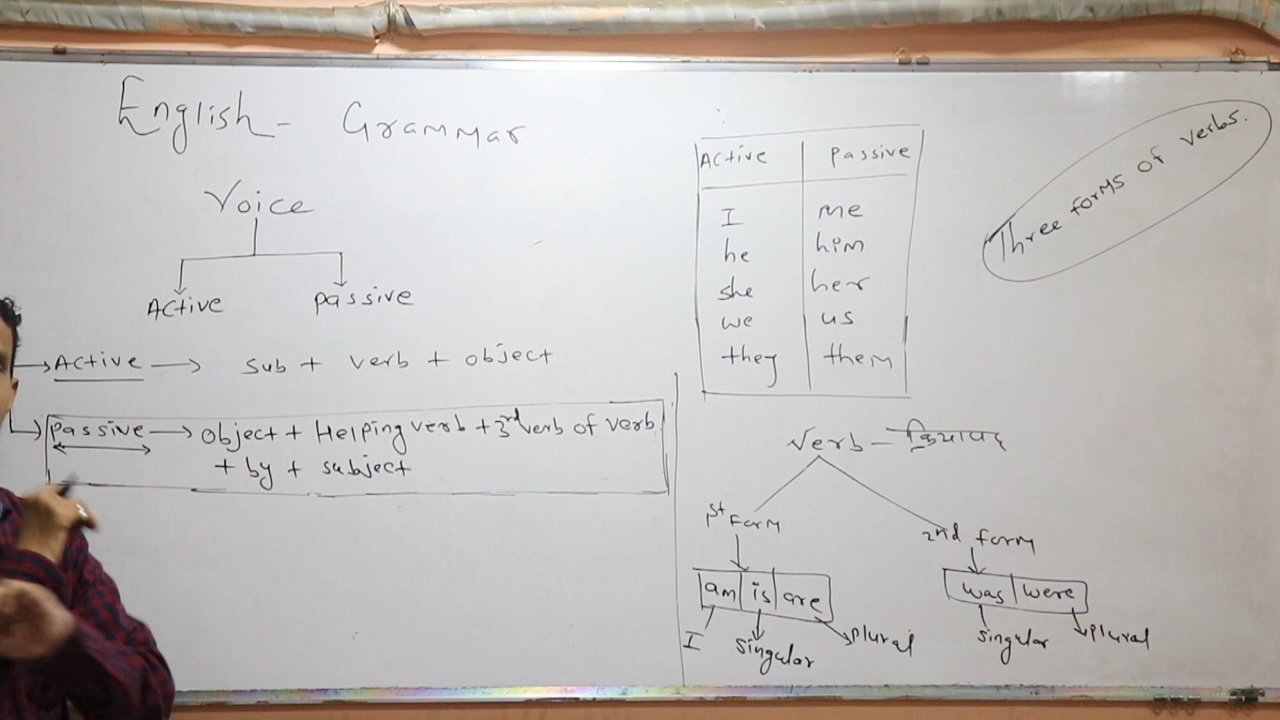 English - Grammar
Voice
Active Passive
Active → sub + verb + object
Passive → Object + Helping verb + 3rd verb of verb
+ by + subject
Active Passive
I me
he him
she her
we us
they them
Three forms of verbs.
Verb - क्रियापद
1st Form 2nd form
am is are was were
I singular plural singular plural